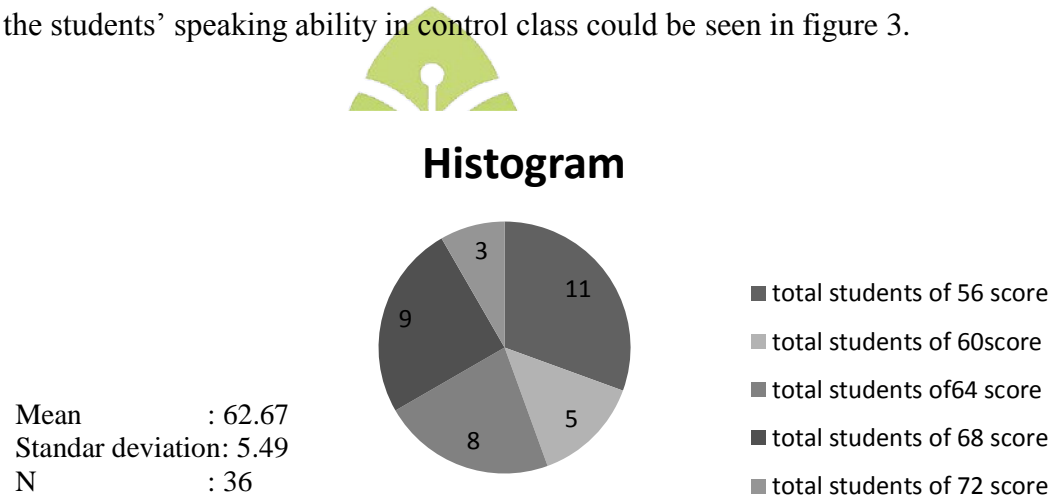 the students’ speaking ability in control class could be seen in figure 3.
Histogram
3
11
9
5
8
total students of 56 score
total students of 60score
total students of64 score
total students of 68 score
total students of 72 score
Mean : 62.67
Standar deviation: 5.49
N : 36